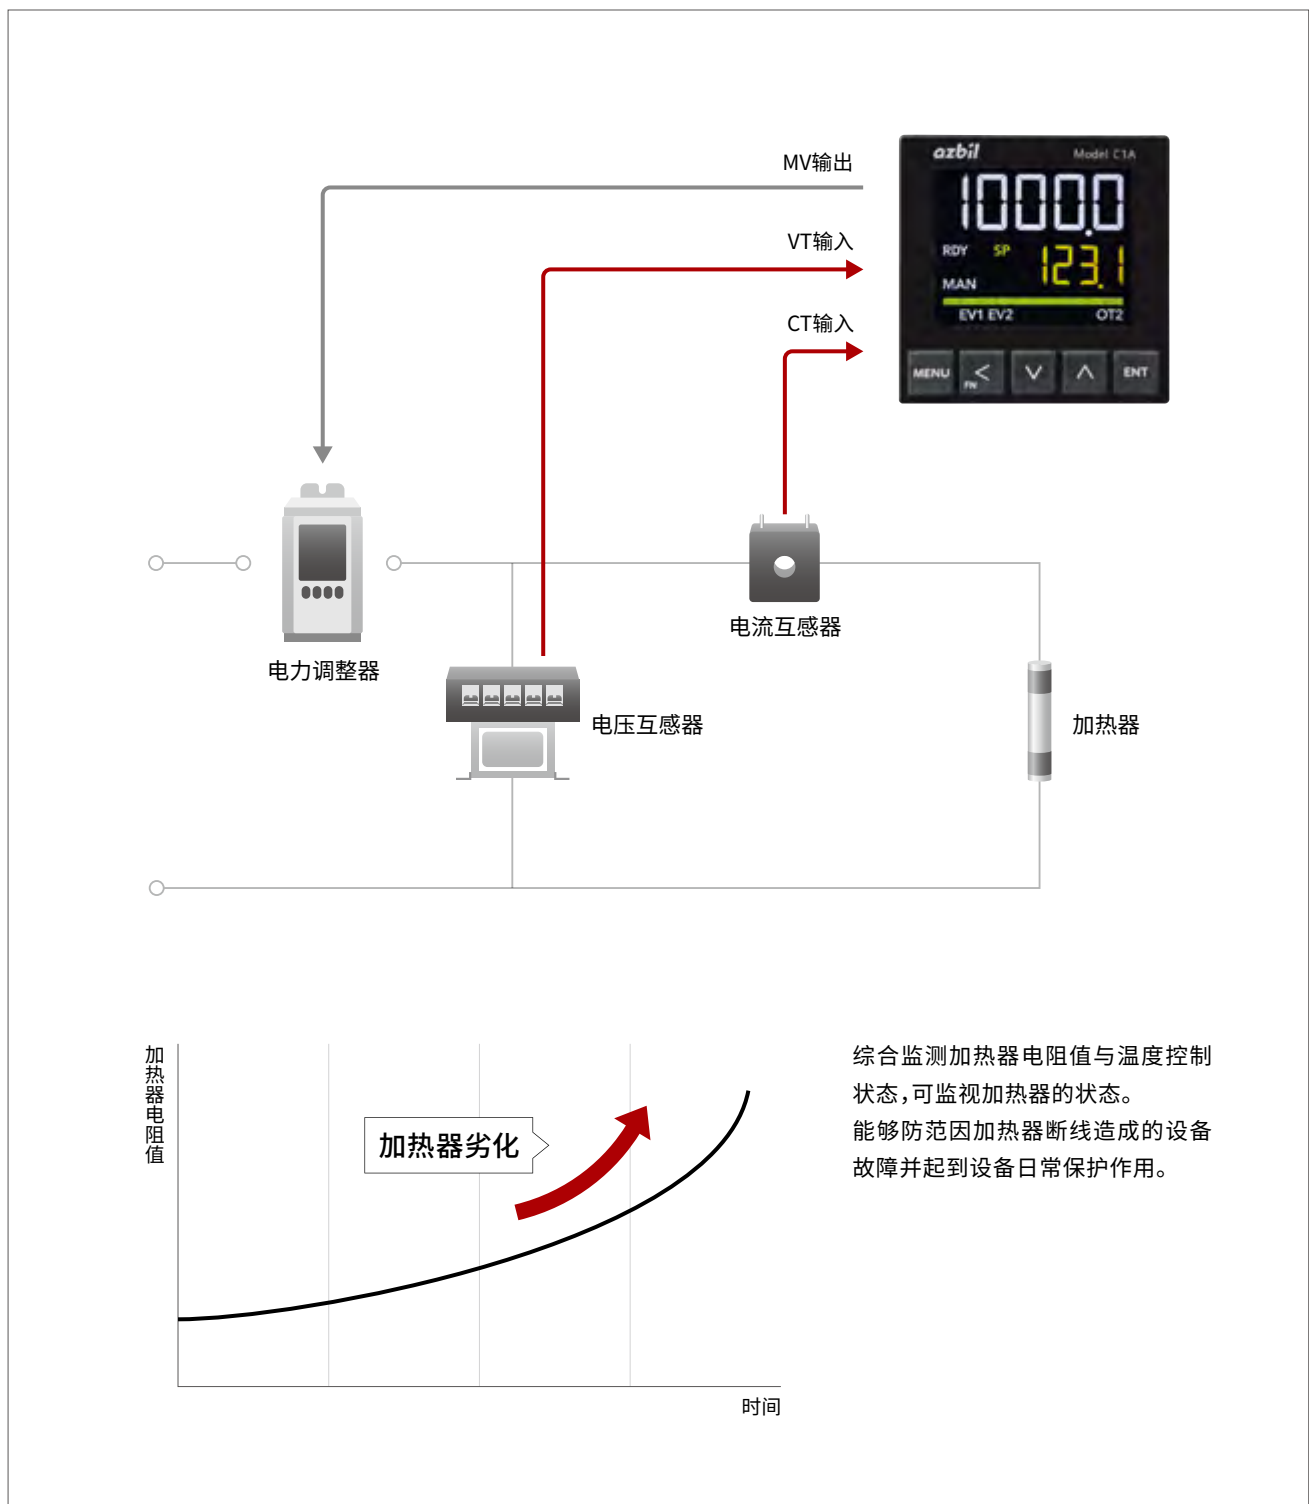 azbil
Model C1A
MV输出
1000.0
VT输入
RDY
SP
123.1
MAN
CT输入
EV1 EV2
OT2
MENU
FN
ENT
电流互感器
电力调整器
电压互感器
加热器
加热器电阻值
综合监测加热器电阻值与温度控制
状态,可监视加热器的状态。
能够防范因加热器断线造成的设备
故障并起到设备日常保护作用。
加热器劣化
时间